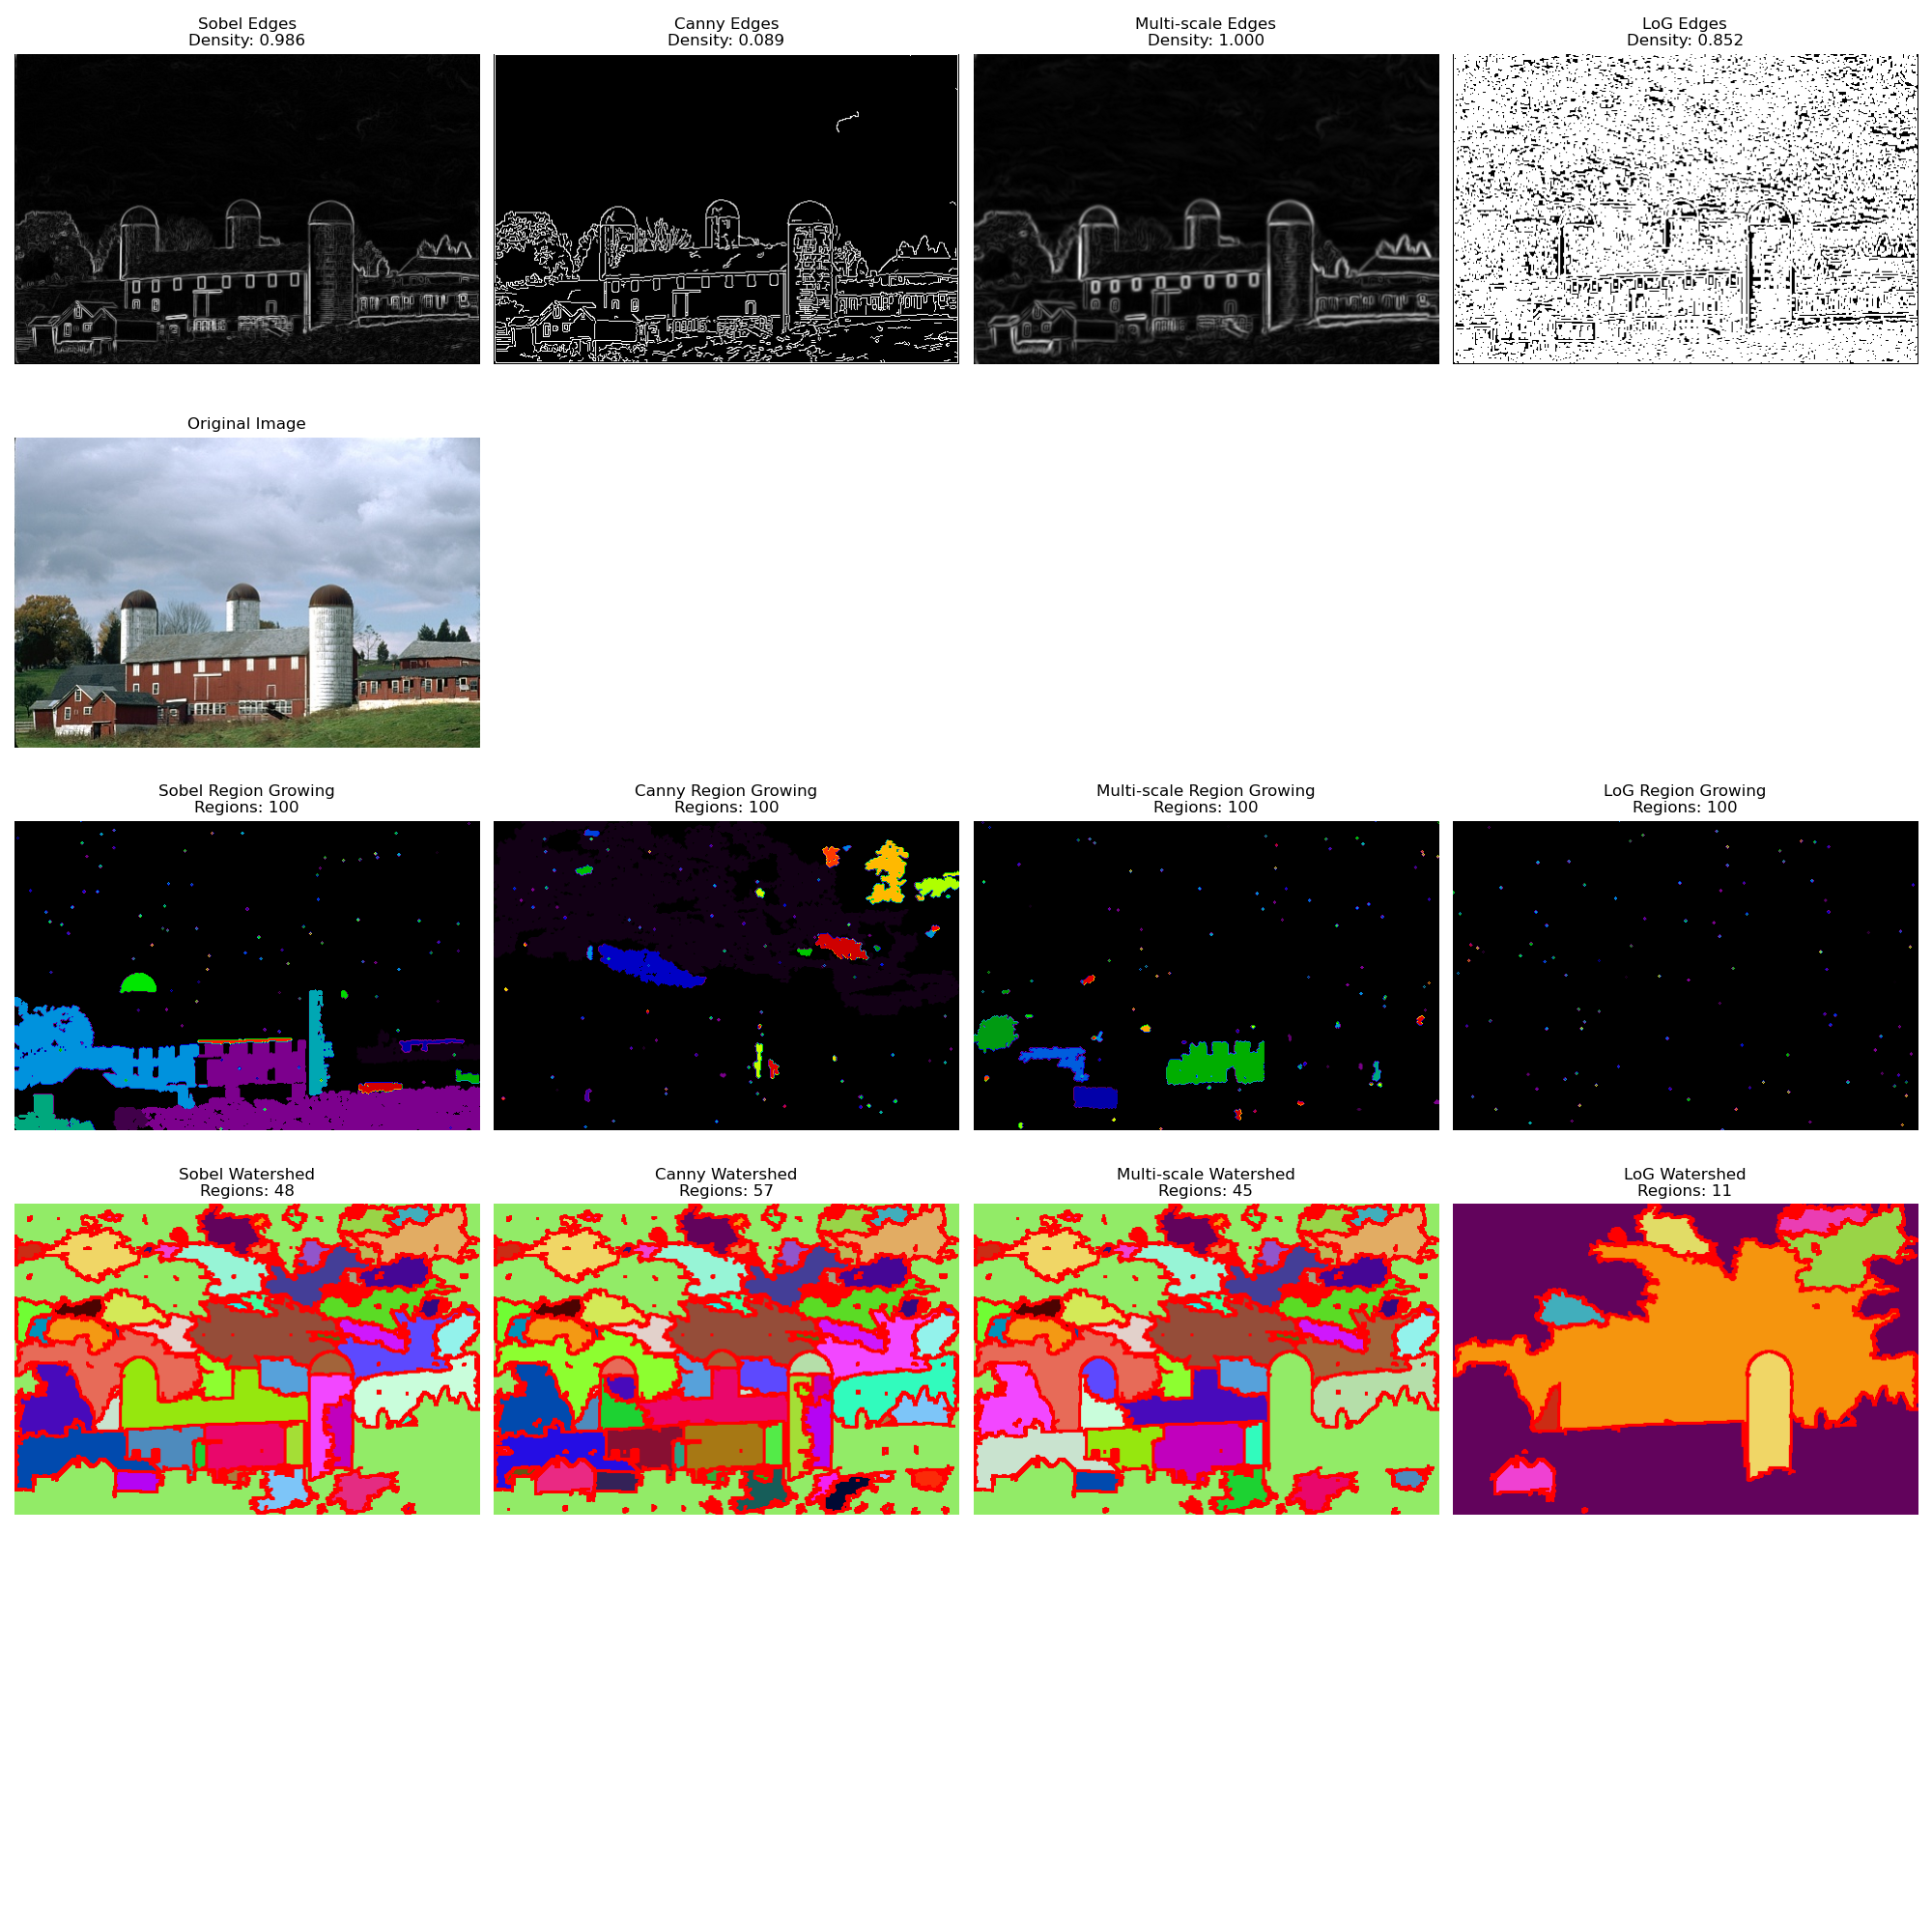 Sobel Edges
Density: 0.986
Canny Edges
Density: 0.089
Multi-scale Edges
Density: 1.000
LoG Edges
Density: 0.852
Original Image
Sobel Region Growing
Regions: 100
Canny Region Growing
Regions: 100
Multi-scale Region Growing
Regions: 100
LoG Region Growing
Regions: 100
Sobel Watershed
Regions: 48
Canny Watershed
Regions: 57
Multi-scale Watershed
Regions: 45
LoG Watershed
Regions: 11